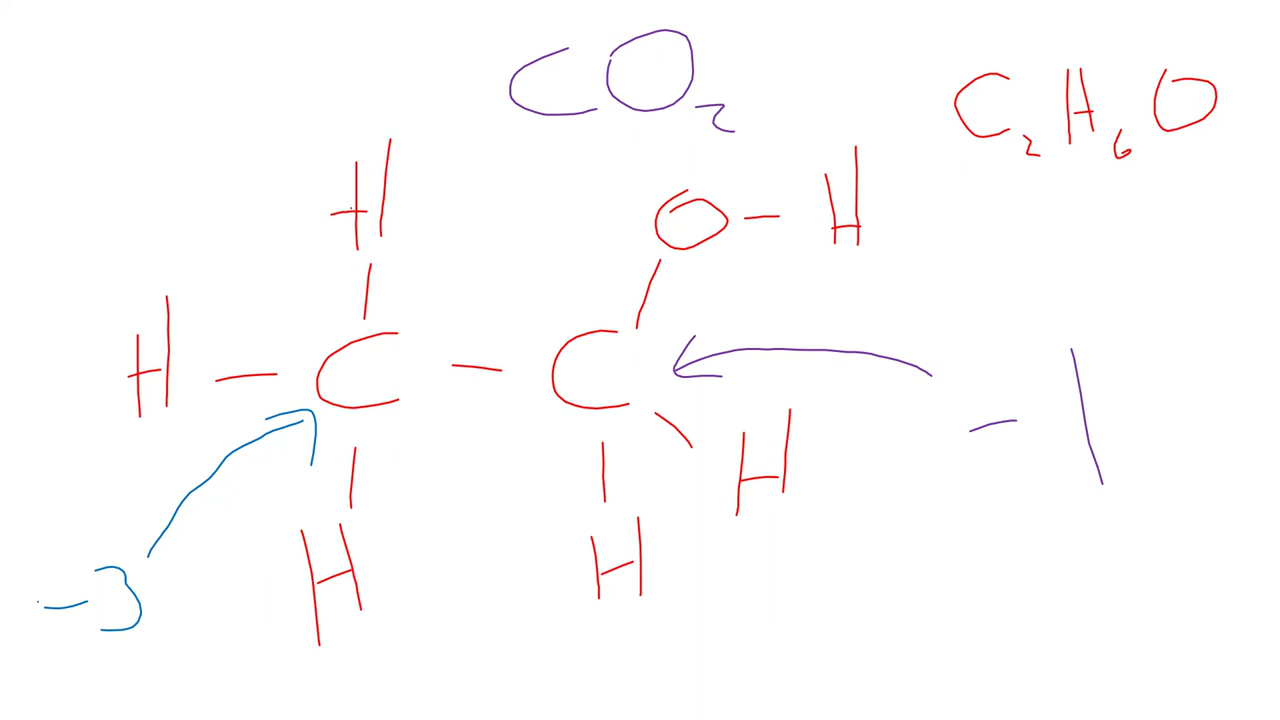 CO₂
C₂H₆O
H
O - H
H - C - C
-1
H
H
H
-3